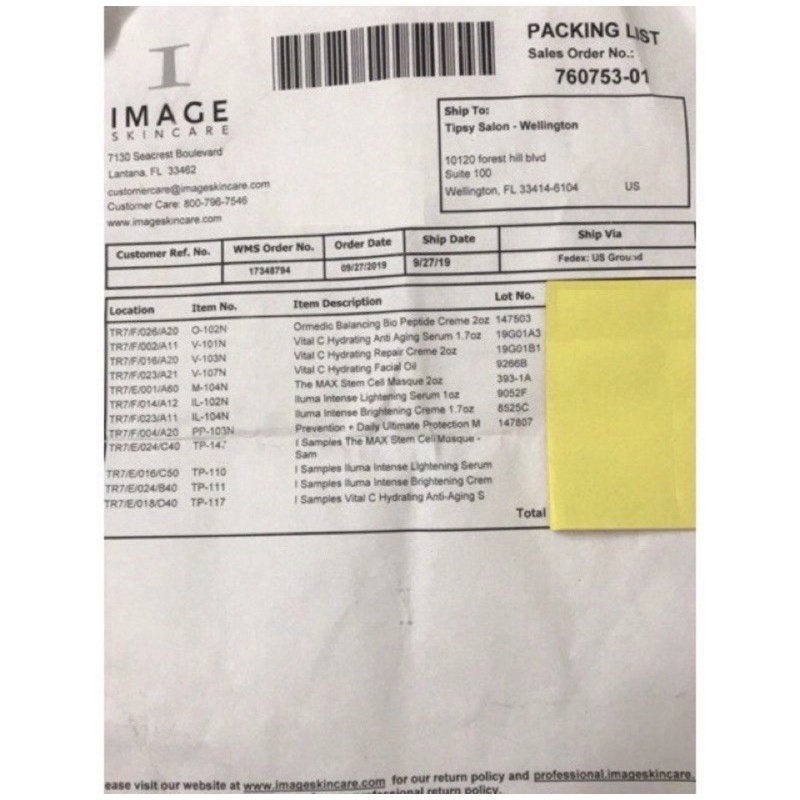 PACKING LIST
Sales Order No.:
760753-01
I
IMAGE
SKINCARE
7130 Seacrest Boulevard
Lantana, FL 33462
customercare@imageskincare.com
Customer Care: 800-796-7546
www.imageskincare.com
Ship To:
Tipsy Salon - Wellington
10120 forest hill blvd
Suite 100
Wellington, FL 33414-6104 US
Customer Ref. No. WMS Order No. Order Date Ship Date Ship Via
17348794 09/27/2019 9/27/19 Fedex: US Ground
Location Item No. Item Description Lot No.
TR7/F/026/A20 O-102N Ormedic Balancing Bio Peptide Creme 2oz 147503
TR7/F/002/A11 V-101N Vital C Hydrating Anti Aging Serum 1.7oz 19G01A3
TR7/F/016/A20 V-103N Vital C Hydrating Repair Creme 2oz 19G01B1
TR7/F/023/A21 V-107N Vital C Hydrating Facial Oil 9266B
TR7/E/001/A60 M-104N The MAX Stem Cell Masque 2oz 393-1A
TR7/F/014/A12 IL-102N Iluma Intense Lightening Serum 1oz 9052F
TR7/F/023/A11 IL-104N Iluma Intense Brightening Creme 1.7oz 8525C
TR7/F/004/A20 PP-103N Prevention + Daily Ultimate Protection M 147807
TR7/E/024/C40 I Samples The MAX Stem Cell Masque -
Sam
TR7/E/016/C50 TP-110 I Samples Iluma Intense Lightening Serum
TR7/E/024/B40 TP-111 I Samples Iluma Intense Brightening Crem
TR7/E/018/D40 TP-117 I Samples Vital C Hydrating Anti-Aging S
Total
ease visit our website at www.imageskincare.com for our return policy and professional.imageskincare.
professional return policy.